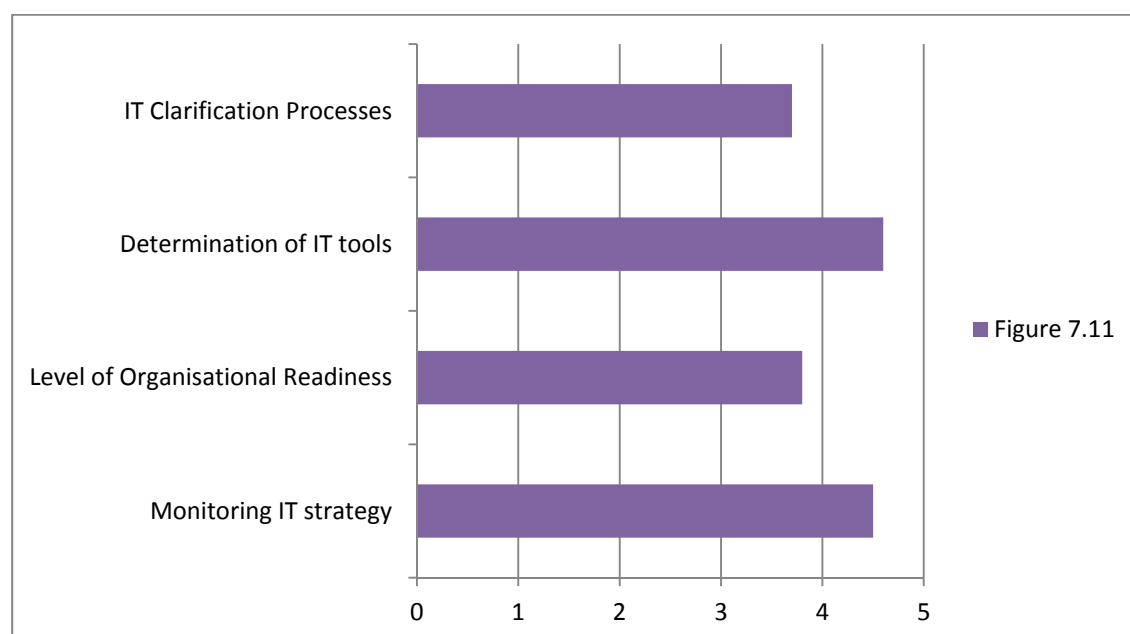 IT Clarification Processes
Determination of IT tools
Level of Organisational Readiness
Monitoring IT strategy
0 1 2 3 4 5
Figure 7.11